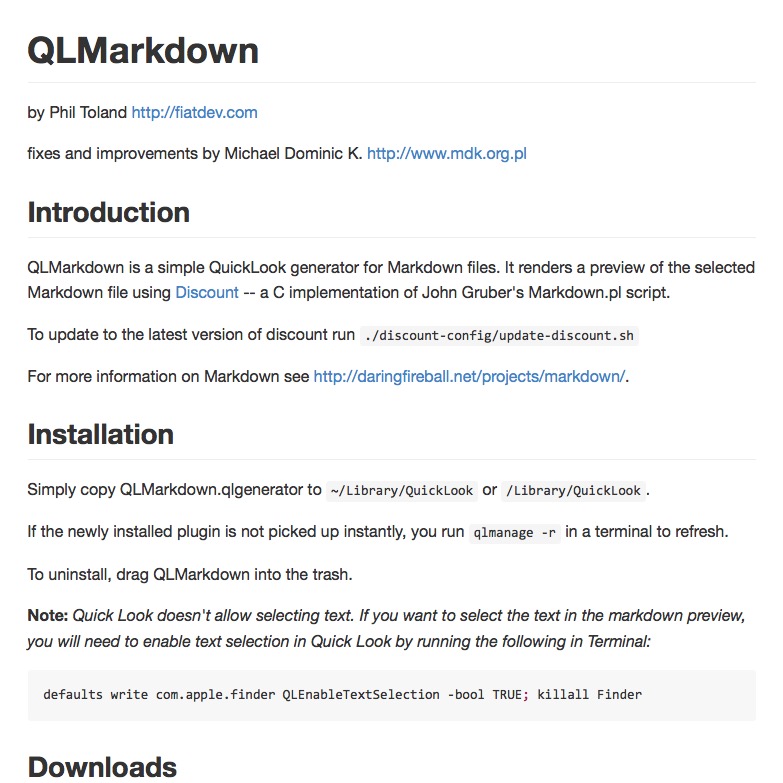 QLMarkdown
by Phil Toland http://fiatdev.com
fixes and improvements by Michael Dominic K. http://www.mdk.org.pl
Introduction
QLMarkdown is a simple QuickLook generator for Markdown files. It renders a preview of the selected
Markdown file using Discount -- a C implementation of John Gruber's Markdown.pl script.
To update to the latest version of discount run ./discount-config/update-discount.sh
For more information on Markdown see http://daringfireball.net/projects/markdown/.
Installation
Simply copy QLMarkdown.qlgenerator to ~/Library/QuickLook or /Library/QuickLook.
If the newly installed plugin is not picked up instantly, you run qlmanage -r in a terminal to refresh.
To uninstall, drag QLMarkdown into the trash.
Note: Quick Look doesn't allow selecting text. If you want to select the text in the markdown preview,
you will need to enable text selection in Quick Look by running the following in Terminal:
defaults write com.apple.finder QLEnableTextSelection -bool TRUE; killall Finder
Downloads